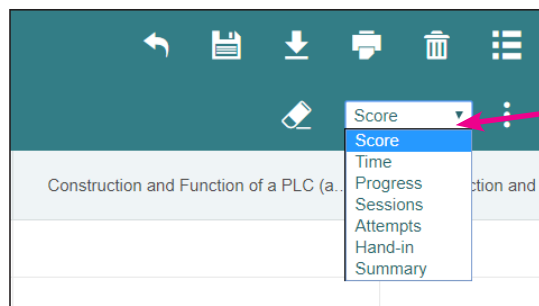 Score
Score
Time
Construction and Function of a PLC (a... ction and
Progress
Sessions
Attempts
Hand-in
Summary